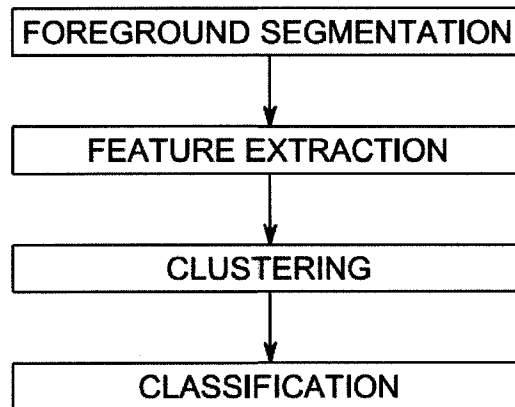 FOREGROUND SEGMENTATION
FEATURE EXTRACTION
CLUSTERING
CLASSIFICATION